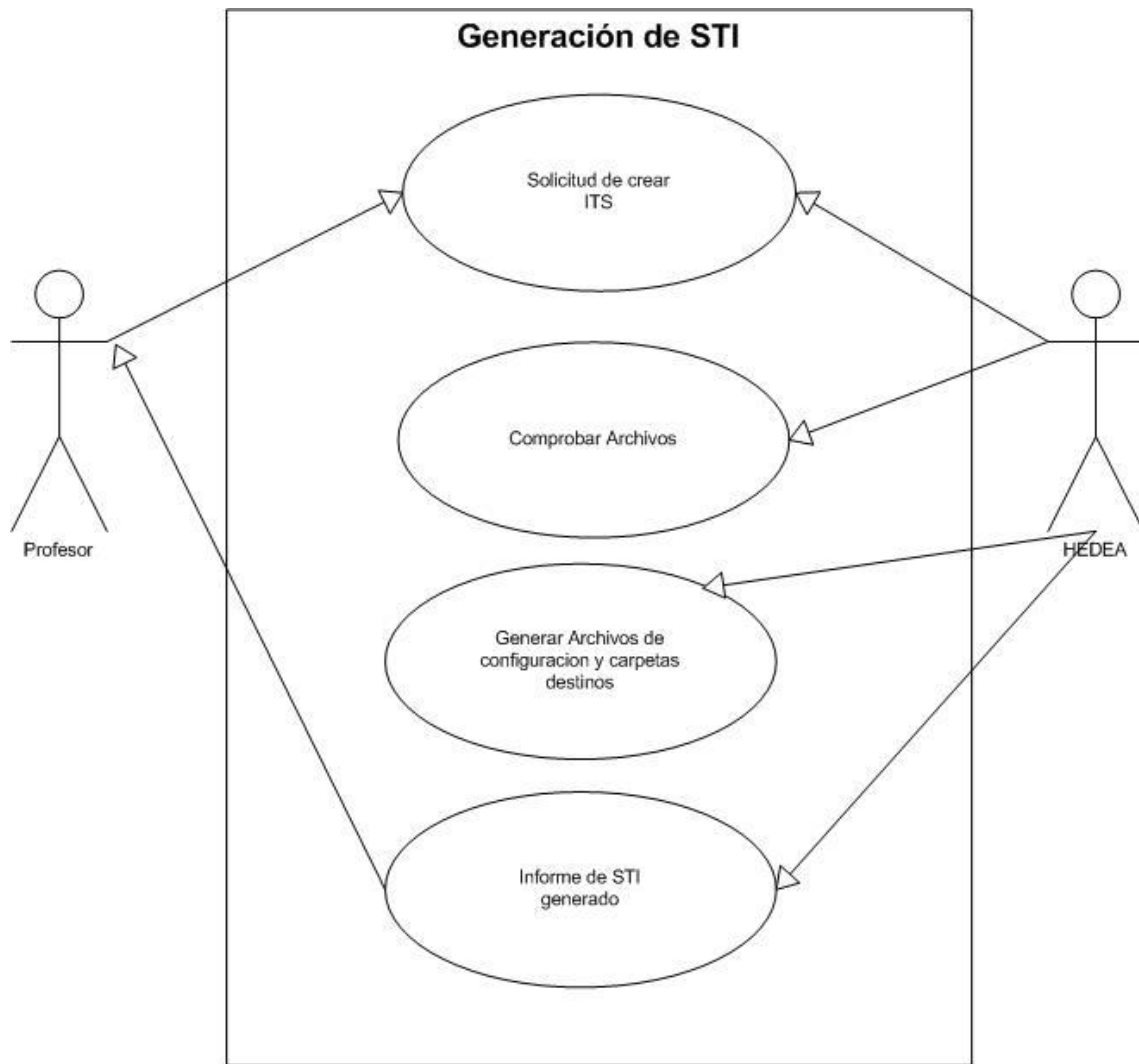 Generación de STI
Solicitud de crear
ITS
Comprobar Archivos
Profesor
HEDEA
Generar Archivos de
configuracion y carpetas
destinos
Informe de STI
generado